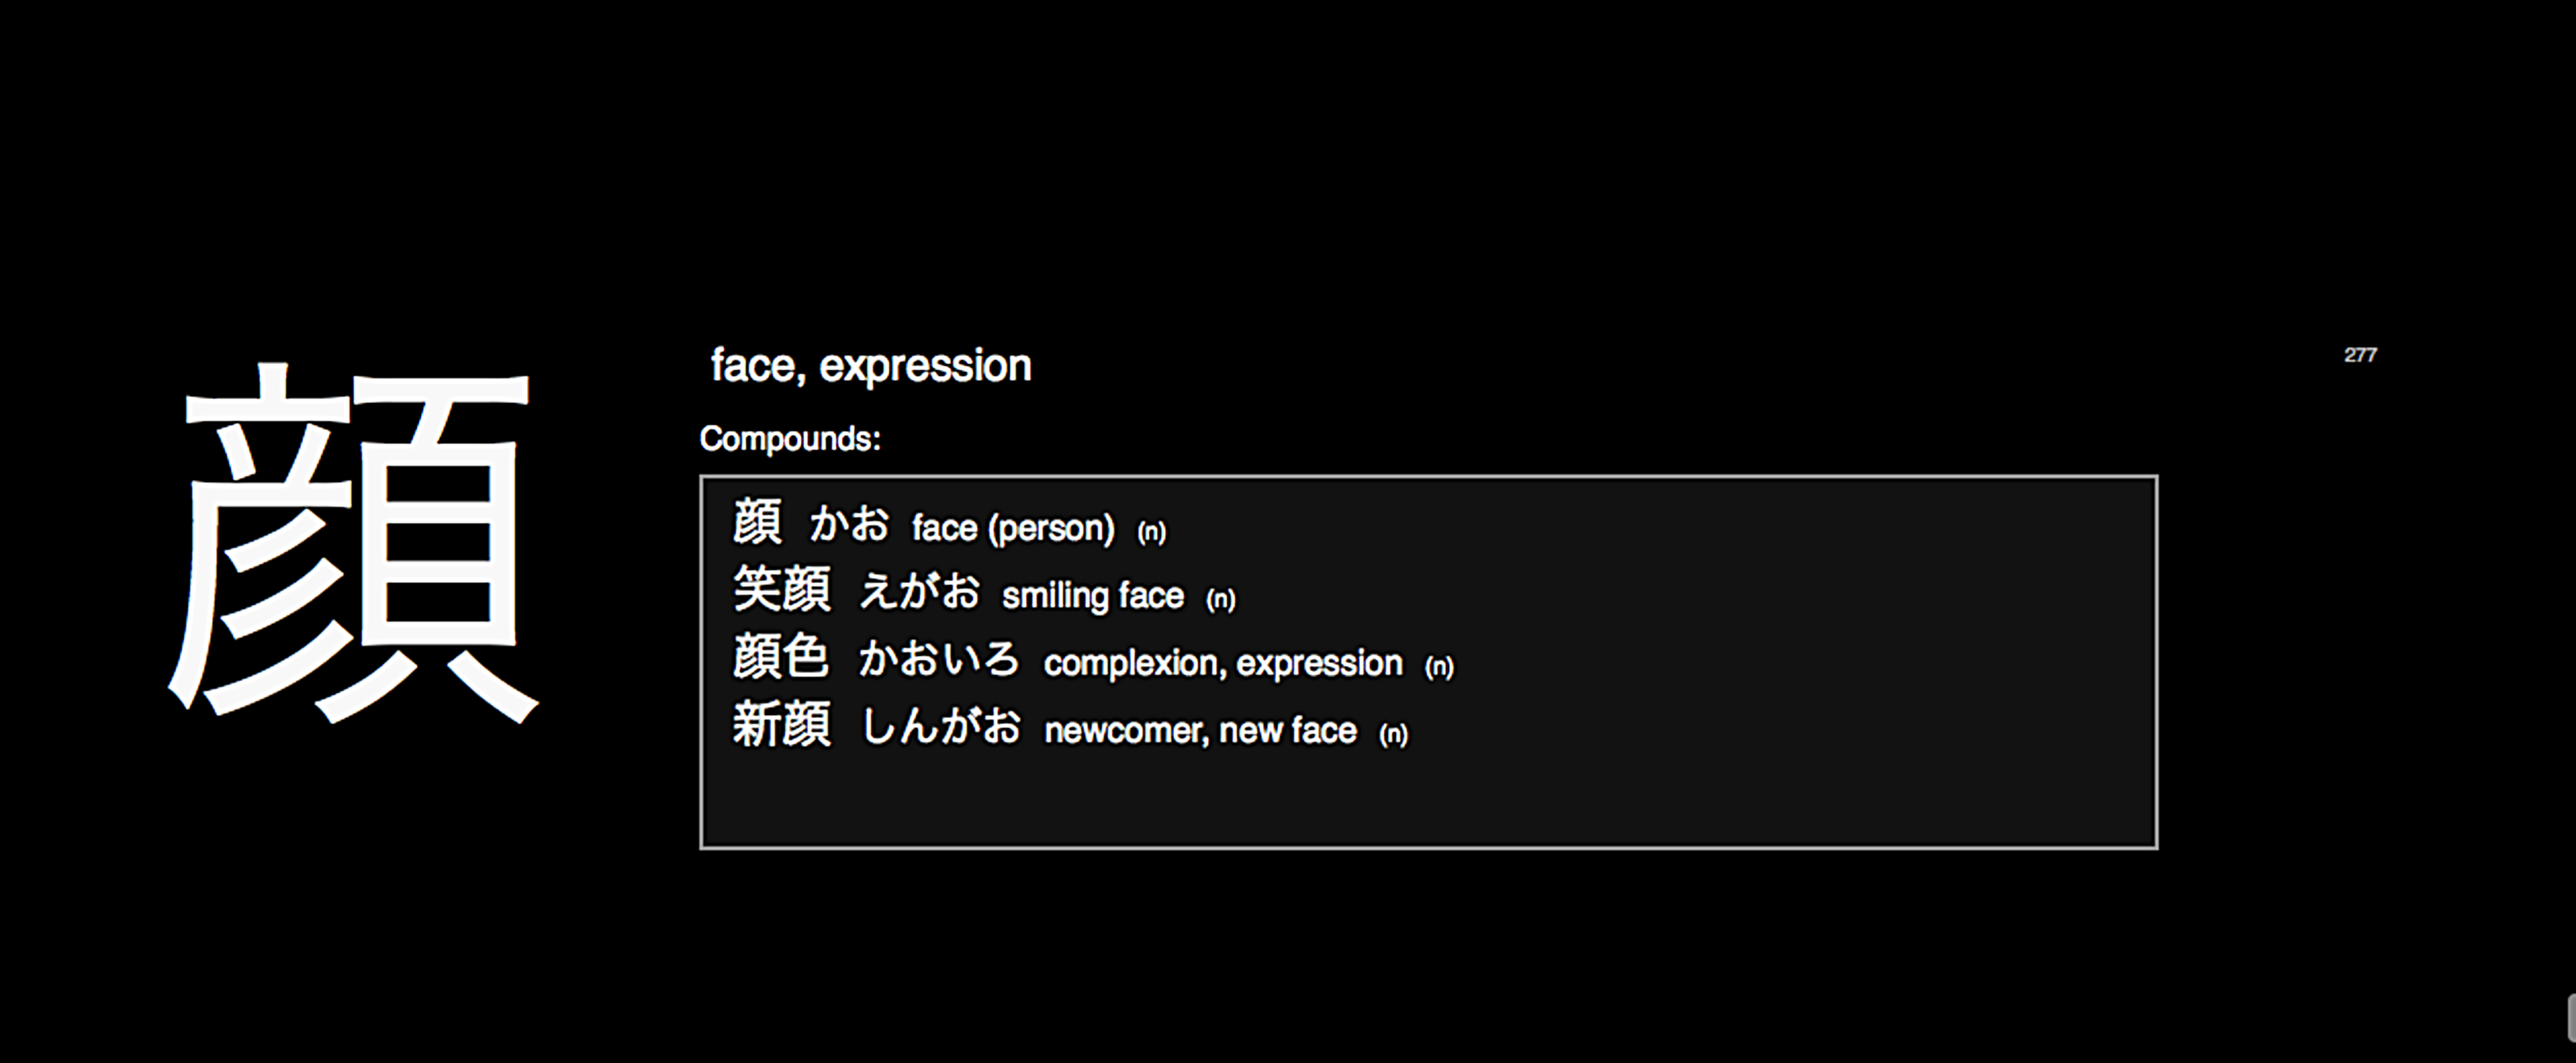 顔
face, expression
277
Compounds:
顔 かお face (person) (n)
笑顔 えがお smiling face (n)
顔色 かおいろ complexion, expression (n)
新顔 しんがお newcomer, new face (n)